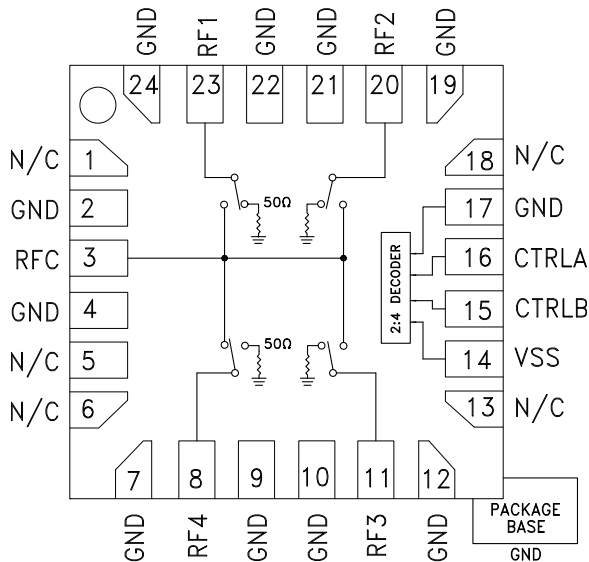 GND RF1 GND GND RF2 GND
24 23 22 21 20 19
N/C 1
GND 2
RFC 3
GND 4
N/C 5
N/C 6
18 N/C
17 GND
16 CTRLA
15 CTRLB
14 VSS
13 N/C
50Ω
2:4 DECODER
50Ω
7 8 9 10 11 12
GND RF4 GND GND RF3 GND
PACKAGE
BASE
GND